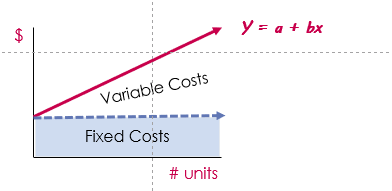 $
Y = a + bx
Variable Costs
Fixed Costs
# units